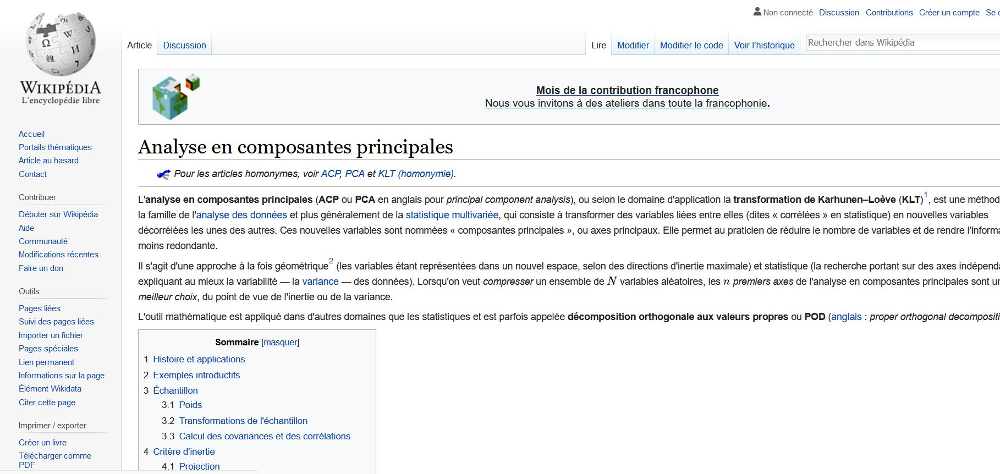 Non connecté Discussion Contributions Créer un compte Se
Article Discussion Lire Modifier Modifier le code Voir l'historique Rechercher dans Wikipédia
WIKIPÉDIA
L'encyclopédie libre
Accueil
Portails thématiques
Article au hasard
Contact
Contribuer
Débuter sur Wikipédia
Aide
Communauté
Modifications récentes
Faire un don
Outils
Pages liées
Suivi des pages liées
Importer un fichier
Pages spéciales
Lien permanent
Informations sur la page
Élément Wikidata
Citer cette page
Imprimer / exporter
Créer un livre
Télécharger comme
PDF
Mois de la contribution francophone
Nous vous invitons à des ateliers dans toute la francophonie.
Analyse en composantes principales
Pour les articles homonymes, voir ACP, PCA et KLT (homonymie).
L'analyse en composantes principales (ACP ou PCA en anglais pour principal component analysis), ou selon le domaine d'application la transformation de Karhunen–Loève (KLT)1, est une méthod
la famille de l'analyse des données et plus généralement de la statistique multivariée, qui consiste à transformer des variables liées entre elles (dites « corrélées » en statistique) en nouvelles variables
décorrélées les unes des autres. Ces nouvelles variables sont nommées « composantes principales », ou axes principaux. Elle permet au praticien de réduire le nombre de variables et de rendre l'informa
moins redondante.
Il s'agit d'une approche à la fois géométrique2 (les variables étant représentées dans un nouvel espace, selon des directions d'inertie maximale) et statistique (la recherche portant sur des axes indépenda
expliquant au mieux la variabilité — la variance — des données). Lorsqu'on veut compresser un ensemble de N variables aléatoires, les n premiers axes de l'analyse en composantes principales sont un
meilleur choix, du point de vue de l'inertie ou de la variance.
L'outil mathématique est appliqué dans d'autres domaines que les statistiques et est parfois appelée décomposition orthogonale aux valeurs propres ou POD (anglais : proper orthogonal decompositi
Sommaire [masquer]
1 Histoire et applications
2 Exemples introductifs
3 Échantillon
3.1 Poids
3.2 Transformations de l'échantillon
3.3 Calcul des covariances et des corrélations
4 Critère d'inertie
4.1 Projection